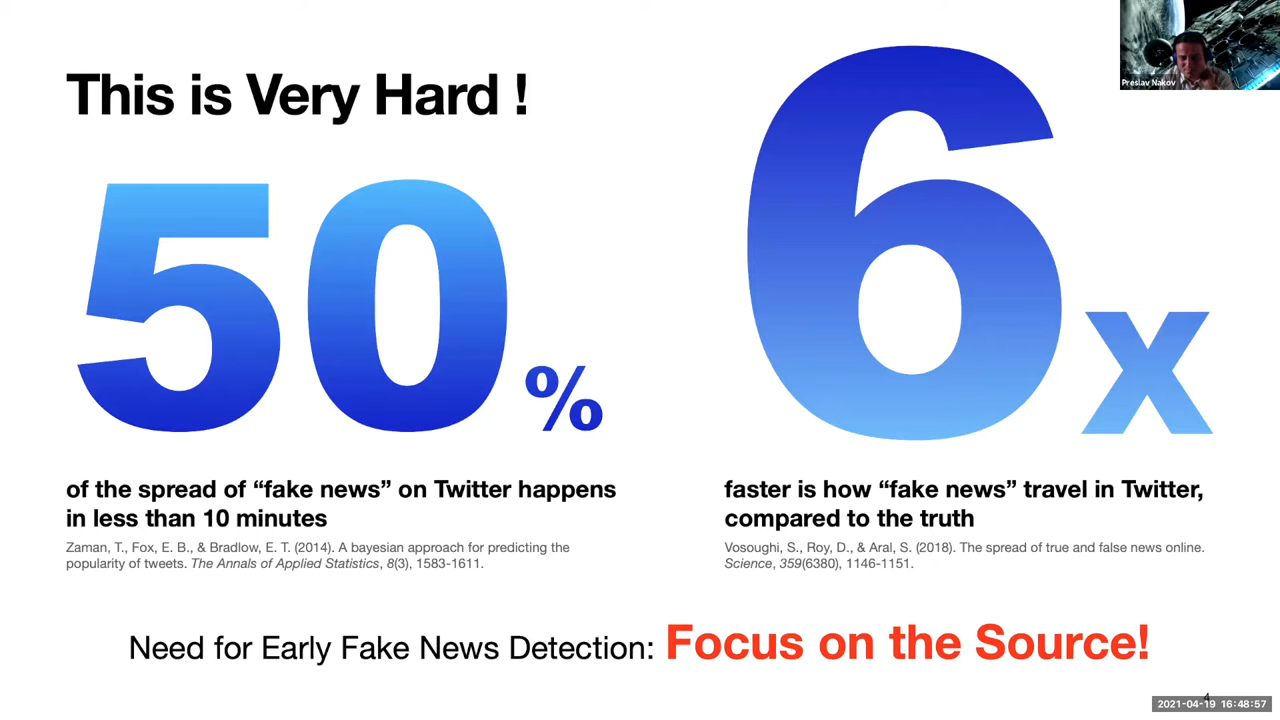 This is Very Hard !
50%
of the spread of “fake news” on Twitter happens
in less than 10 minutes
Zaman, T., Fox, E. B., & Bradlow, E. T. (2014). A bayesian approach for predicting the
popularity of tweets. The Annals of Applied Statistics, 8(3), 1583-1611.
6x
faster is how “fake news” travel in Twitter,
compared to the truth
Vosoughi, S., Roy, D., & Aral, S. (2018). The spread of true and false news online.
Science, 359(6380), 1146-1151.
Need for Early Fake News Detection: Focus on the Source!
Preslav Nakov
4
2021-04-19 16:48:57